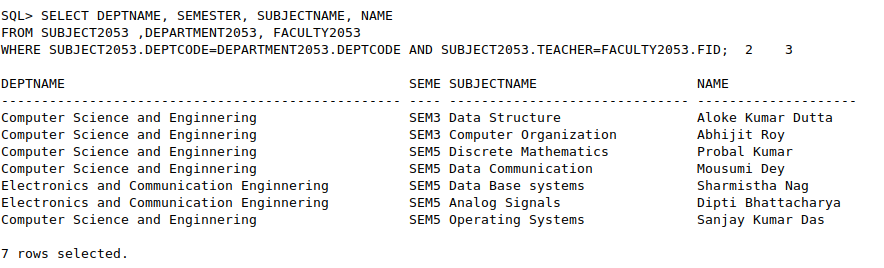 SQL> SELECT DEPTNAME, SEMESTER, SUBJECTNAME, NAME
FROM SUBJECT2053 ,DEPARTMENT2053, FACULTY2053
WHERE SUBJECT2053.DEPTCODE=DEPARTMENT2053.DEPTCODE AND SUBJECT2053.TEACHER=FACULTY2053.FID;  2    3
DEPTNAME                                           SEME SUBJECTNAME                    NAME
-------------------------------------------------- ---- ------------------------------ --------------------
Computer Science and Enginnering                   SEM3 Data Structure                 Aloke Kumar Dutta
Computer Science and Enginnering                   SEM3 Computer Organization          Abhijit Roy
Computer Science and Enginnering                   SEM5 Discrete Mathematics           Probal Kumar
Computer Science and Enginnering                   SEM5 Data Communication             Mousumi Dey
Electronics and Communication Enginnering          SEM5 Data Base systems              Sharmistha Nag
Electronics and Communication Enginnering          SEM5 Analog Signals                 Dipti Bhattacharya
Computer Science and Enginnering                   SEM5 Operating Systems              Sanjay Kumar Das
7 rows selected.